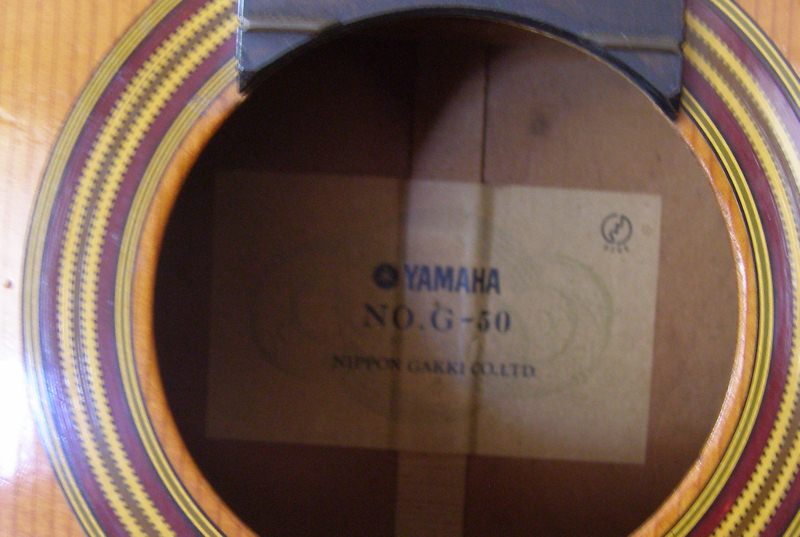 YAMAHA
NO. G-50
NIPPON GAKKI CO., LTD.